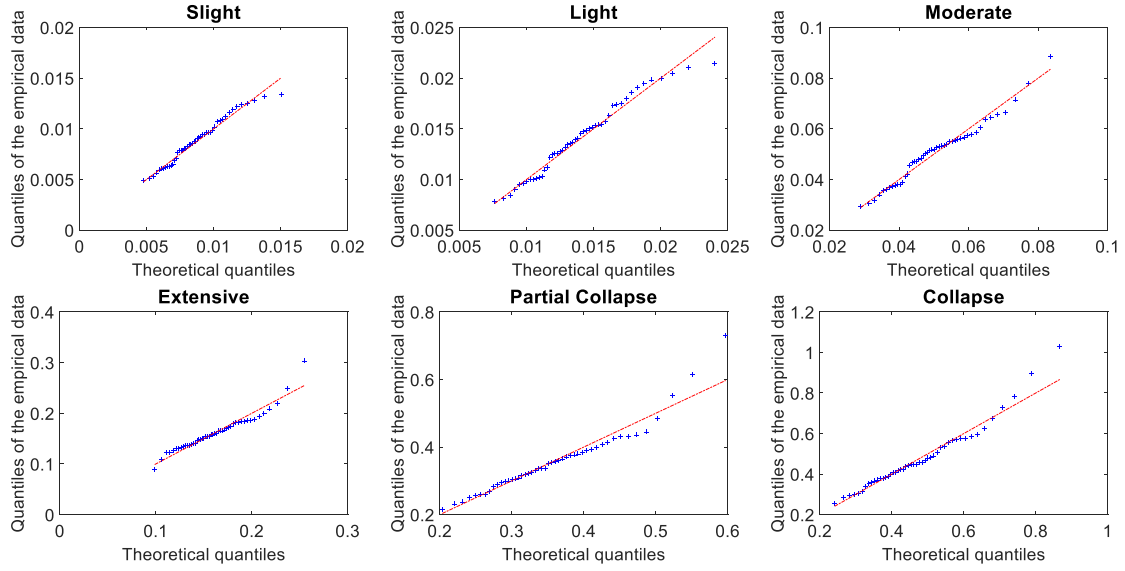 Slight
Quantiles of the empirical data
0.02
0.015
0.01
0.005
0
0 0.005 0.01 0.015 0.02
Theoretical quantiles
Light
Quantiles of the empirical data
0.025
0.02
0.015
0.01
0.005
0.005 0.01 0.015 0.02 0.025
Theoretical quantiles
Moderate
Quantiles of the empirical data
0.1
0.08
0.06
0.04
0.02
0.02 0.04 0.06 0.08 0.1
Theoretical quantiles
Extensive
Quantiles of the empirical data
0.4
0.3
0.2
0.1
0
0 0.1 0.2 0.3
Theoretical quantiles
Partial Collapse
Quantiles of the empirical data
0.8
0.6
0.4
0.2
0.2 0.3 0.4 0.5 0.6
Theoretical quantiles
Collapse
Quantiles of the empirical data
1.2
1
0.8
0.6
0.4
0.2
0.2 0.4 0.6 0.8 1
Theoretical quantiles